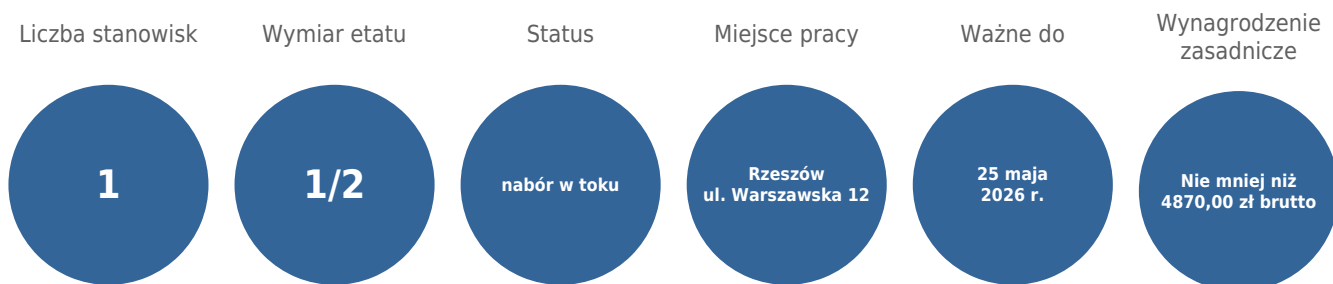 Liczba stanowisk
1
Wymiar etatu
1/2
Status
nabór w toku
Miejsce pracy
Rzeszów
ul. Warszawska 12
Ważne do
25 maja
2026 r.
Wynagrodzenie
zasadnicze
Nie mniej niż
4870,00 zł brutto